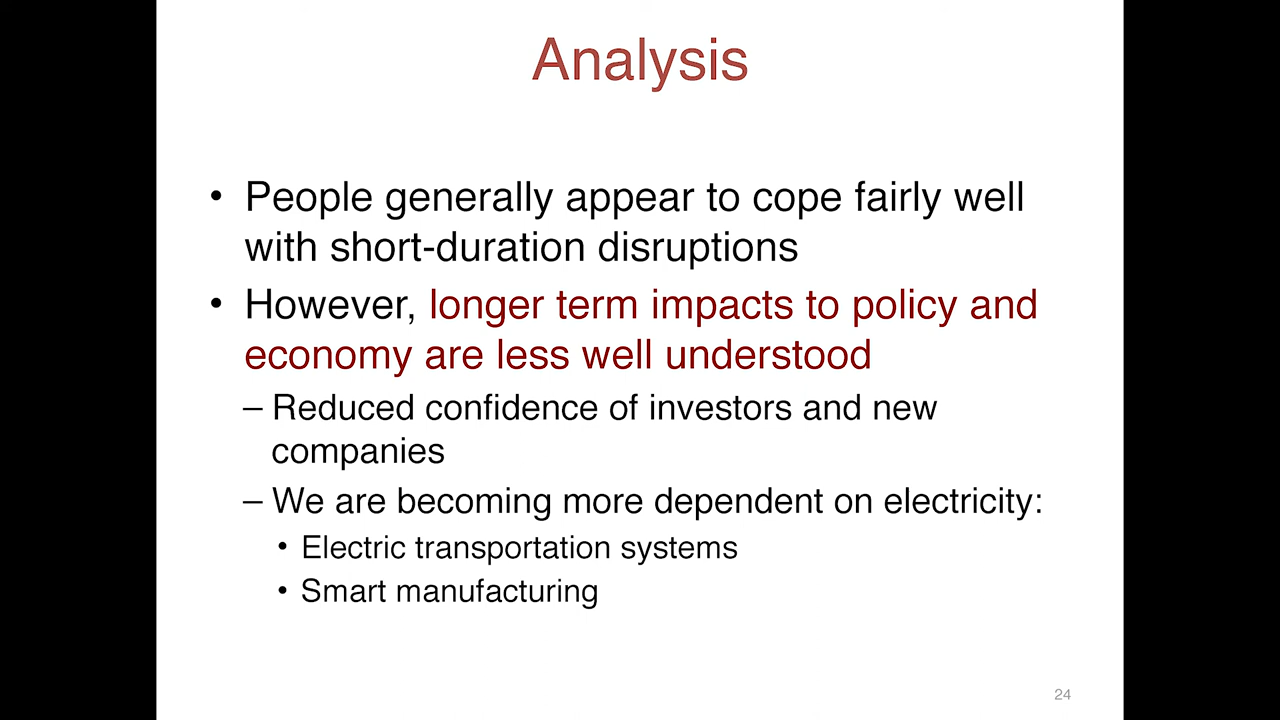 Analysis
• People generally appear to cope fairly well
with short-duration disruptions
• However, longer term impacts to policy and
economy are less well understood
– Reduced confidence of investors and new
companies
– We are becoming more dependent on electricity:
• Electric transportation systems
• Smart manufacturing
24